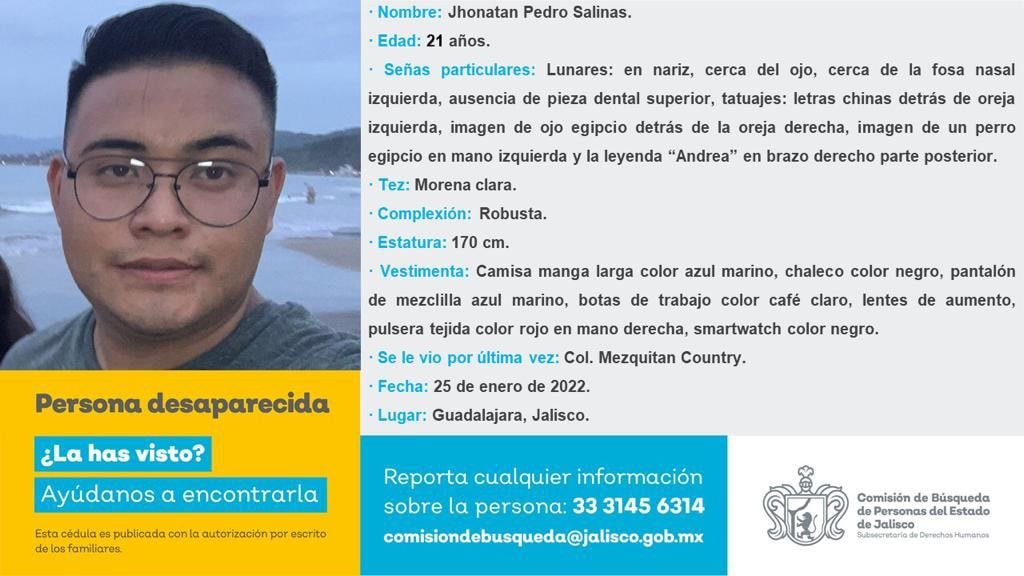 · Nombre: Jhonatan Pedro Salinas.
· Edad: 21 años.
· Señas particulares: Lunares: en nariz, cerca del ojo, cerca de la fosa nasal
izquierda, ausencia de pieza dental superior, tatuajes: letras chinas detrás de oreja
izquierda, imagen de ojo egipcio detrás de la oreja derecha, imagen de un perro
egipcio en mano izquierda y la leyenda “Andrea” en brazo derecho parte posterior.
· Tez: Morena clara.
· Complexión: Robusta.
· Estatura: 170 cm.
· Vestimenta: Camisa manga larga color azul marino, chaleco color negro, pantalón
de mezclilla azul marino, botas de trabajo color café claro, lentes de aumento,
pulsera tejida color rojo en mano derecha, smartwatch color negro.
· Se le vio por última vez: Col. Mezquitan Country.
· Fecha: 25 de enero de 2022.
· Lugar: Guadalajara, Jalisco.
Persona desaparecida
¿La has visto?
Ayúdanos a encontrarla
Esta cédula es publicada con la autorización por escrito
de los familiares.
Reporta cualquier información
sobre la persona: 33 3145 6314
comisiondebusqueda@jalisco.gob.mx
Comisión de Búsqueda
de Personas del Estado
de Jalisco
Subsecretaría de Derechos Humanos